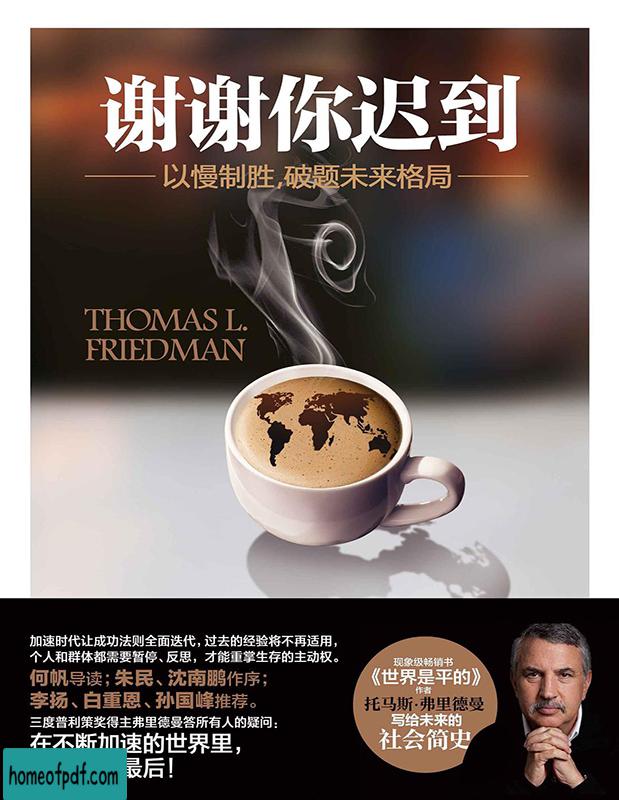 谢谢你迟到
以慢制胜,破题未来格局
THOMAS L.
FRIEDMAN
加速时代让成功法则全面迭代,过去的经验将不再适用,
个人和群体都需要暂停、反思,才能重掌生存的主动权。
何帆导读;朱民、沈南鹏作序;
李扬、白重恩、孙国峰推荐。
三度普利策奖得主弗里德曼答所有人的疑问:
在不断加速的世界里,
最后!
homeofpdf.com
现象级畅销书
《世界是平的》
作者
托马斯·弗里德曼
写给未来的
社会简史